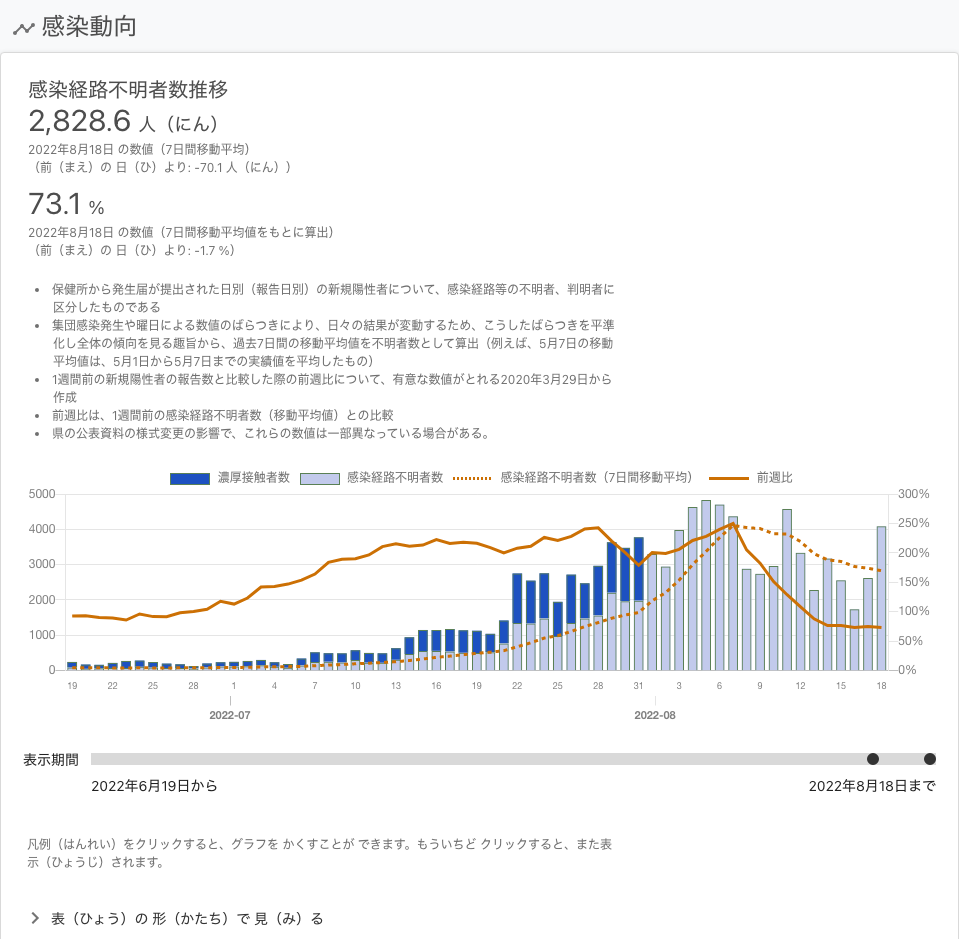 感染動向
感染経路不明者数推移
2,828.6 人（にん）
2022年8月18日 の数値（7日間移動平均）
（前（まえ）の 日（ひ）より: -70.1 人（にん））
73.1 %
2022年8月18日 の数値（7日間移動平均値をもとに算出）
（前（まえ）の 日（ひ）より: -1.7 %）
• 保健所から発生届が提出された日別（報告日別）の新規陽性者について、感染経路等の不明者、判明者に
区分したものである
• 集団感染発生や曜日による数値のばらつきにより、日々の結果が変動するため、こうしたばらつきを平準
化し全体の傾向を見る趣旨から、過去7日間の移動平均値を不明者数として算出（例えば、5月7日の移動
平均値は、5月1日から5月7日までの実績値を平均したもの）
• 1週間前の新規陽性者の報告数と比較した際の前週比について、有意な数値がとれる2020年3月29日から
作成
• 前週比は、1週間前の感染経路不明者数（移動平均値）との比較
• 県の公表資料の様式変更の影響で、これらの数値は一部異なっている場合がある。
濃厚接触者数 感染経路不明者数 感染経路不明者数（7日間移動平均） 前週比
5000 300%
250%
4000
200%
3000
150%
2000
100%
1000
50%
0 0%
19 22 25 28 1 4 7 10 13 16 19 22 25 28 31 3 6 9 12 15 18
2022-07 2022-08
表示期間
2022年6月19日から 2022年8月18日まで
凡例（はんれい）をクリックすると、グラフを かくすことが できます。もういちど クリックすると、また表
示（ひょうじ）されます。
表（ひょう）の 形（かたち）で 見（み）る